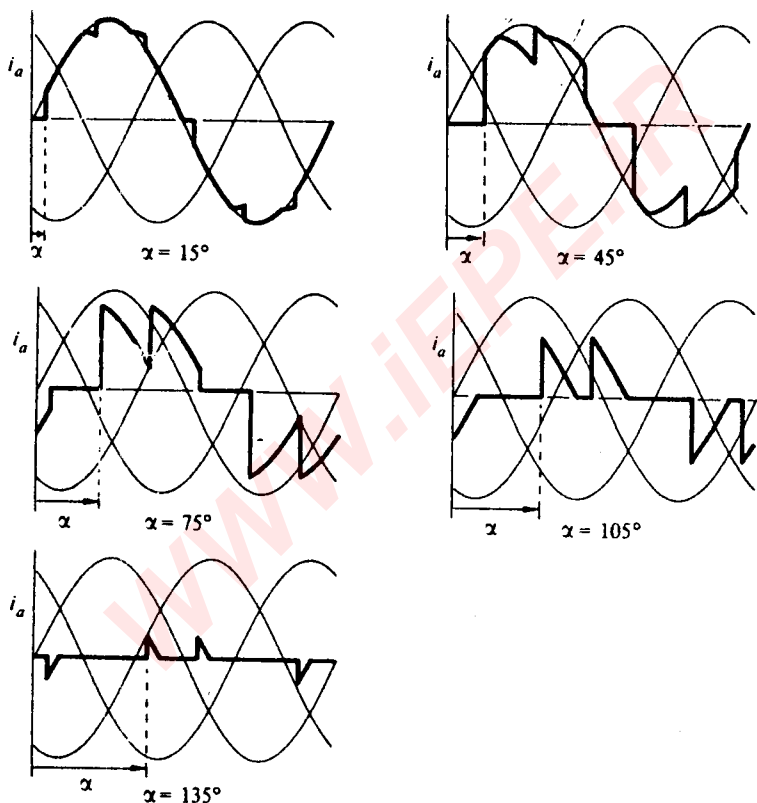 i_a
α
α = 15°
i_a
α
α = 45°
i_a
α
α = 75°
i_a
α
α = 105°
i_a
α
α = 135°
www.iEPE.iR